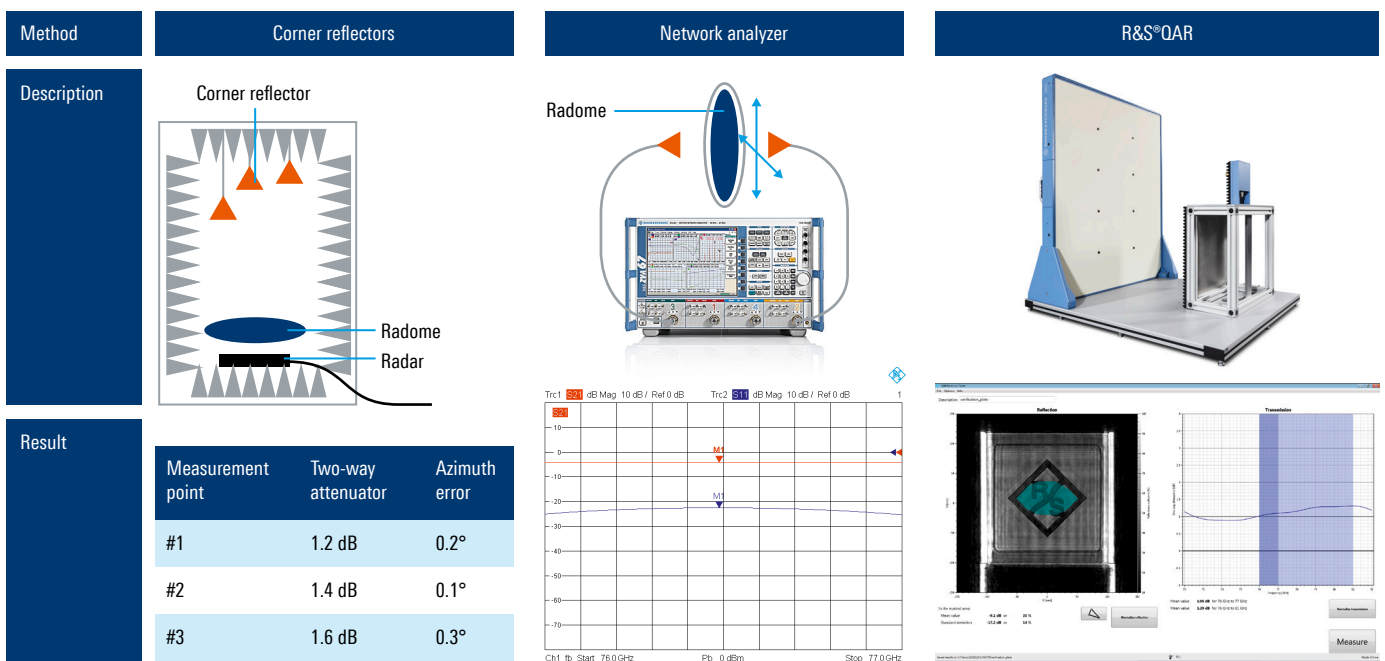 Method
Corner reflectors
Network analyzer
R&S®QAR
Description
Corner reflector
Radome
Radar
Radome
Trc1 S21 dB Mag 10 dB / Ref 0 dB Trc2 S11 dB Mag 10 dB / Ref 0 dB 1
S21
10
0
-10
-20
-30
-40
-50
-60
-70
M1
M1
Ch1 fb Start 76.0 GHz Pb 0 dBm Stop 77.0 GHz
Reflection
Transmission
Mean value
Standard deviation
Measure
Result
Measurement point
Two-way attenuator
Azimuth error
#1 1.2 dB 0.2°
#2 1.4 dB 0.1°
#3 1.6 dB 0.3°